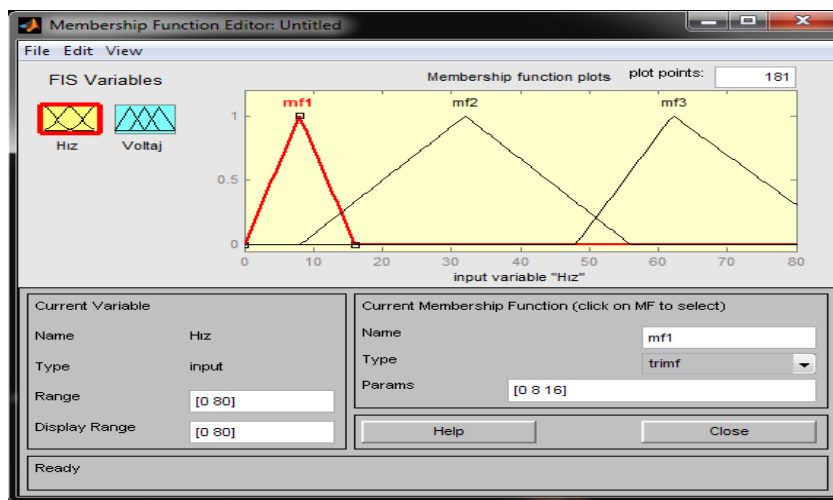 Membership Function Editor: Untitled
File Edit View
FIS Variables
Hız
Voltaj
Membership function plots
plot points:
181
mf1
mf2
mf3
1
0.5
0
0 10 20 30 40 50 60 70 80
input variable "Hız"
Current Variable
Name Hız
Type input
Range [0 80]
Display Range [0 80]
Current Membership Function (click on MF to select)
Name mf1
Type trimf
Params [0 8 16]
Help
Close
Ready